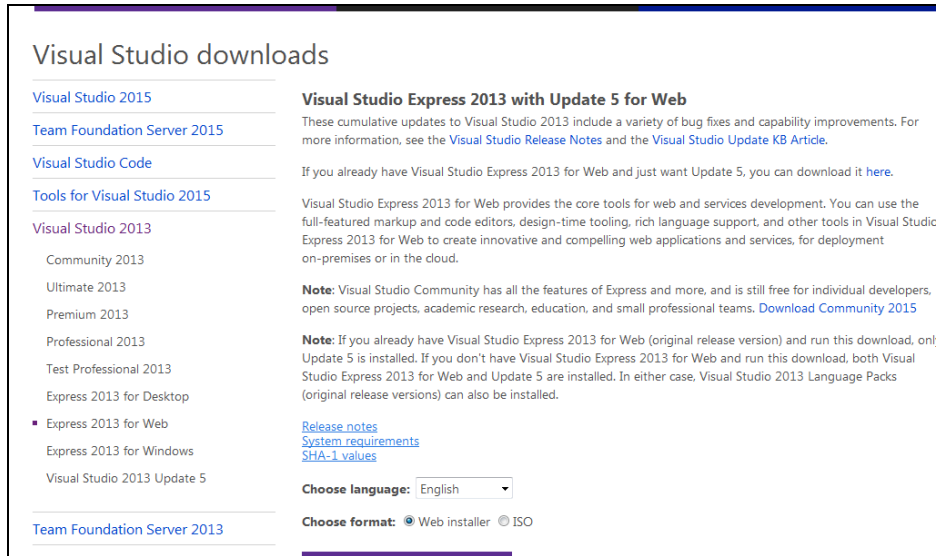 Visual Studio downloads
Visual Studio 2015
Team Foundation Server 2015
Visual Studio Code
Tools for Visual Studio 2015
Visual Studio 2013
Community 2013
Ultimate 2013
Premium 2013
Professional 2013
Test Professional 2013
Express 2013 for Desktop
Express 2013 for Web
Express 2013 for Windows
Visual Studio 2013 Update 5
Team Foundation Server 2013
Visual Studio Express 2013 with Update 5 for Web
These cumulative updates to Visual Studio 2013 include a variety of bug fixes and capability improvements. For
more information, see the Visual Studio Release Notes and the Visual Studio Update KB Article.
If you already have Visual Studio Express 2013 for Web and just want Update 5, you can download it here.
Visual Studio Express 2013 for Web provides the core tools for web and services development. You can use the
full-featured markup and code editors, design-time tooling, rich language support, and other tools in Visual Studio
Express 2013 for Web to create innovative and compelling web applications and services, for deployment
on-premises or in the cloud.
Note: Visual Studio Community has all the features of Express and more, and is still free for individual developers,
open source projects, academic research, education, and small professional teams. Download Community 2015
Note: If you already have Visual Studio Express 2013 for Web (original release version) and run this download, only
Update 5 is installed. If you don't have Visual Studio Express 2013 for Web and run this download, both Visual
Studio Express 2013 for Web and Update 5 are installed. In either case, Visual Studio 2013 Language Packs
(original release versions) can also be installed.
Release notes
System requirements
SHA-1 values
Choose language: English
Choose format: Web installer ISO